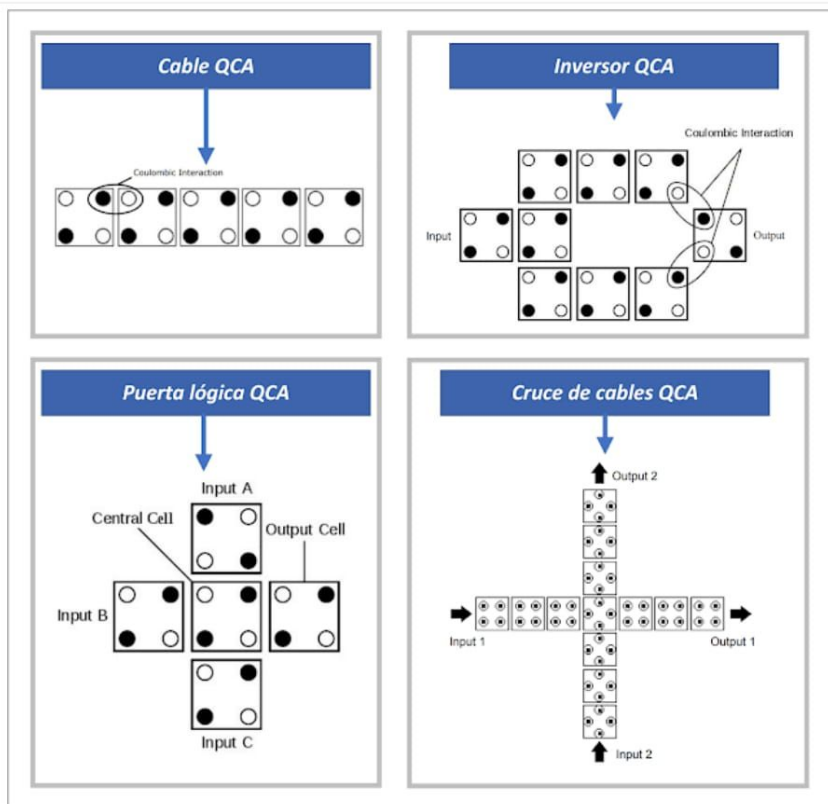 Cable QCA
Coulombic Interaction
Inversor QCA
Coulombic Interaction
Input
Output
Puerta lógica QCA
Input A
Central Cell
Output Cell
Input B
Input C
Cruce de cables QCA
Output 2
Input 1
Output 1
Input 2